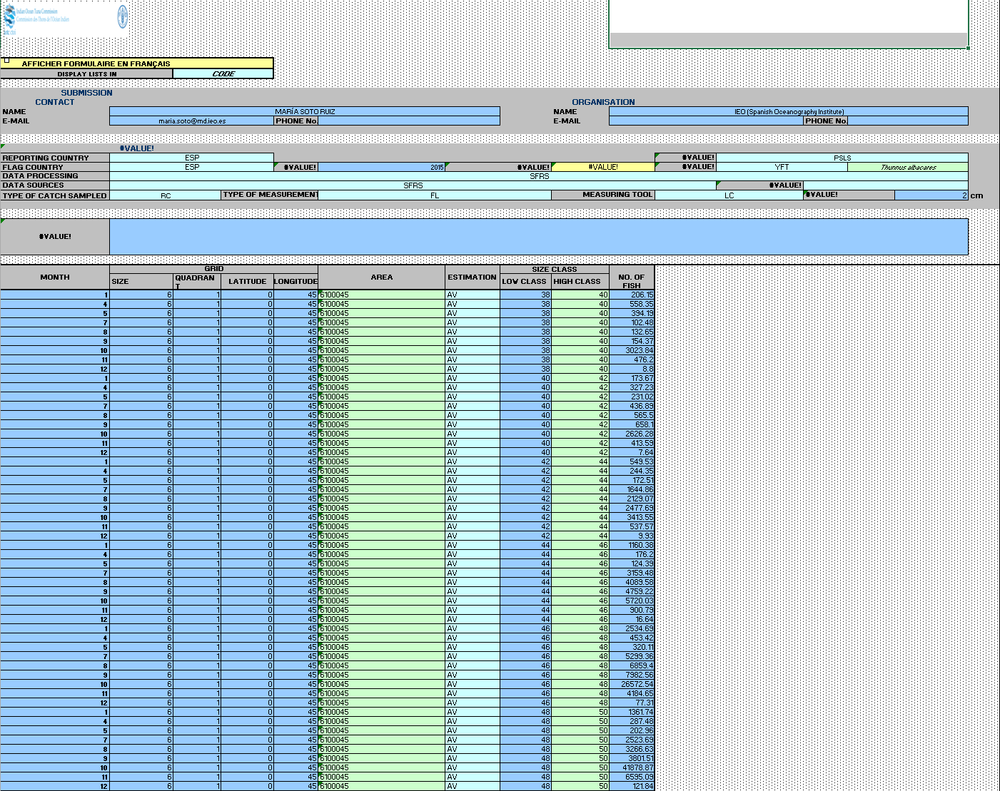 Indian Ocean Tuna Commission
Commission des Thons de l'Océan Indien
AFFICHER FORMULAIRE EN FRANÇAIS
DISPLAY LISTS IN CODE
SUBMISSION
CONTACT ORGANISATION
NAME MARÍA SOTO RUIZ NAME IEO (Spanish Oceanography Institute)
E-MAIL maria.soto@md.ieo.es PHONE No. E-MAIL PHONE No.
#VALUE!
REPORTING COUNTRY ESP #VALUE! PSLS
FLAG COUNTRY ESP #VALUE! 2015 #VALUE! #VALUE! #VALUE! YFT Thunnus albacares
DATA PROCESSING SFRS
DATA SOURCES SFRS #VALUE!
TYPE OF CATCH SAMPLED RC TYPE OF MEASUREMENT FL MEASURING TOOL LC #VALUE! 2 cm
#VALUE!
MONTH GRID AREA ESTIMATION SIZE CLASS NO. OF FISH
SIZE QUADRANT LATITUDE LONGITUDE LOW CLASS HIGH CLASS
1 6 1 0 45 6100045 AV 38 40 206.15
4 6 1 0 45 6100045 AV 38 40 558.35
5 6 1 0 45 6100045 AV 38 40 394.19
7 6 1 0 45 6100045 AV 38 40 102.48
8 6 1 0 45 6100045 AV 38 40 132.65
9 6 1 0 45 6100045 AV 38 40 154.37
10 6 1 0 45 6100045 AV 38 40 3023.84
11 6 1 0 45 6100045 AV 38 40 476.2
12 6 1 0 45 6100045 AV 38 40 8.8
1 6 1 0 45 6100045 AV 40 42 173.67
4 6 1 0 45 6100045 AV 40 42 327.23
5 6 1 0 45 6100045 AV 40 42 231.02
7 6 1 0 45 6100045 AV 40 42 436.89
8 6 1 0 45 6100045 AV 40 42 565.5
9 6 1 0 45 6100045 AV 40 42 658.1
10 6 1 0 45 6100045 AV 40 42 2626.28
11 6 1 0 45 6100045 AV 40 42 413.59
12 6 1 0 45 6100045 AV 40 42 7.64
1 6 1 0 45 6100045 AV 42 44 549.53
4 6 1 0 45 6100045 AV 42 44 244.35
5 6 1 0 45 6100045 AV 42 44 172.51
7 6 1 0 45 6100045 AV 42 44 1644.86
8 6 1 0 45 6100045 AV 42 44 2129.07
9 6 1 0 45 6100045 AV 42 44 2477.69
10 6 1 0 45 6100045 AV 42 44 3413.55
11 6 1 0 45 6100045 AV 42 44 537.57
12 6 1 0 45 6100045 AV 42 44 9.93
1 6 1 0 45 6100045 AV 44 46 1160.38
4 6 1 0 45 6100045 AV 44 46 176.2
5 6 1 0 45 6100045 AV 44 46 124.39
7 6 1 0 45 6100045 AV 44 46 3159.48
8 6 1 0 45 6100045 AV 44 46 4089.58
9 6 1 0 45 6100045 AV 44 46 4759.22
10 6 1 0 45 6100045 AV 44 46 5720.03
11 6 1 0 45 6100045 AV 44 46 900.79
12 6 1 0 45 6100045 AV 44 46 16.64
1 6 1 0 45 6100045 AV 46 48 2534.69
4 6 1 0 45 6100045 AV 46 48 453.42
5 6 1 0 45 6100045 AV 46 48 320.11
7 6 1 0 45 6100045 AV 46 48 5299.36
8 6 1 0 45 6100045 AV 46 48 6859.4
9 6 1 0 45 6100045 AV 46 48 7982.56
10 6 1 0 45 6100045 AV 46 48 26572.54
11 6 1 0 45 6100045 AV 46 48 4184.65
12 6 1 0 45 6100045 AV 46 48 77.31
1 6 1 0 45 6100045 AV 48 50 1361.74
4 6 1 0 45 6100045 AV 48 50 287.48
5 6 1 0 45 6100045 AV 48 50 202.96
7 6 1 0 45 6100045 AV 48 50 2523.69
8 6 1 0 45 6100045 AV 48 50 3266.63
9 6 1 0 45 6100045 AV 48 50 3801.51
10 6 1 0 45 6100045 AV 48 50 41878.87
11 6 1 0 45 6100045 AV 48 50 6595.09
12 6 1 0 45 6100045 AV 48 50 121.84